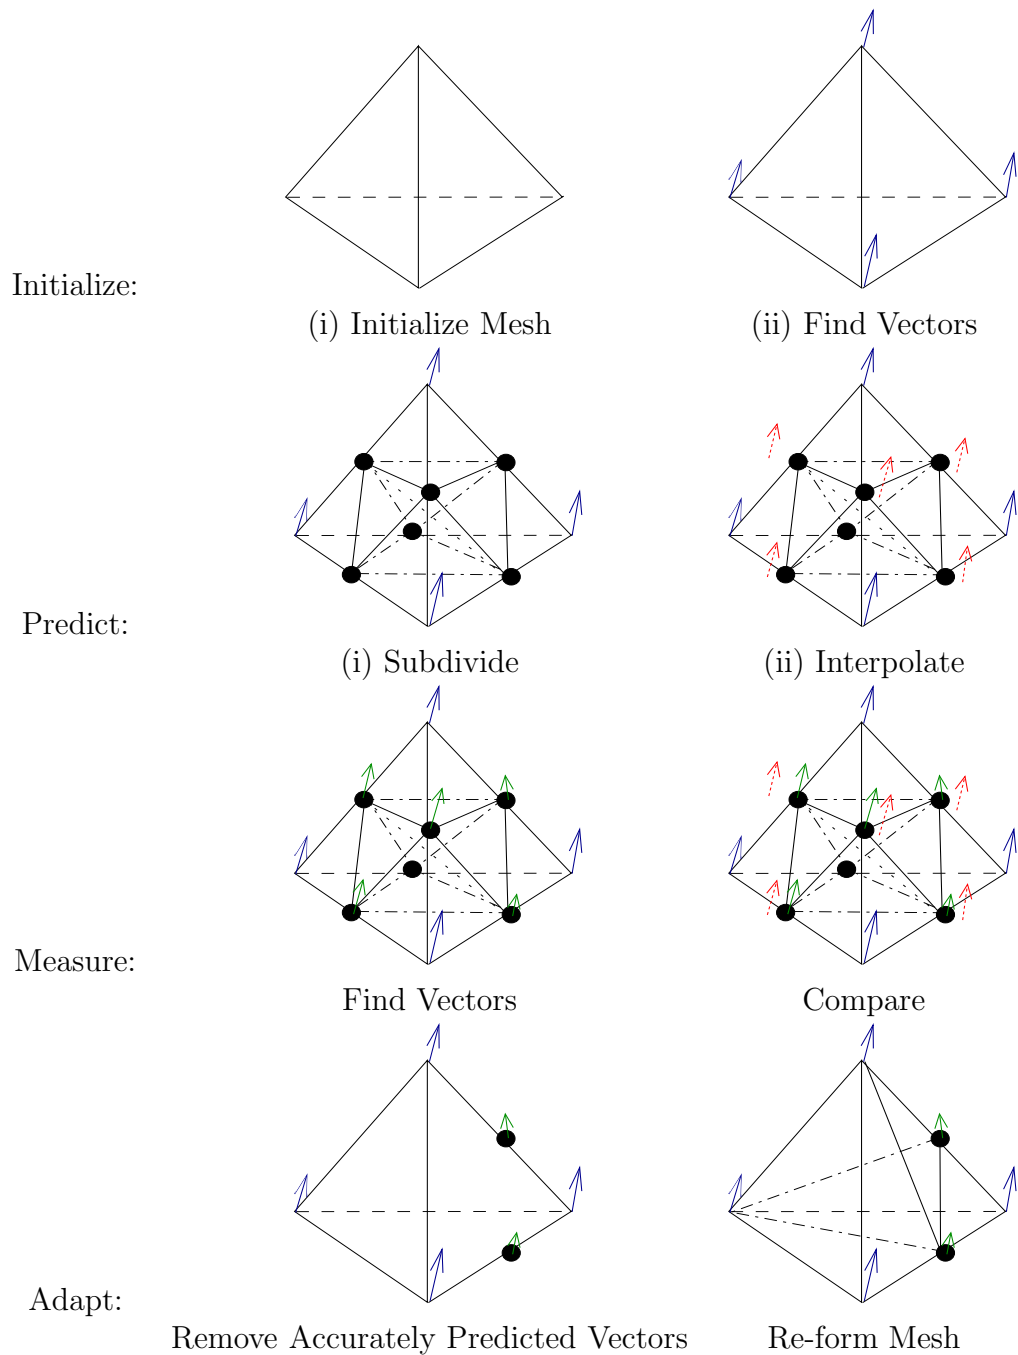 Initialize:
(i) Initialize Mesh
(ii) Find Vectors
Predict:
(i) Subdivide
(ii) Interpolate
Measure:
Find Vectors
Compare
Adapt:
Remove Accurately Predicted Vectors
Re-form Mesh